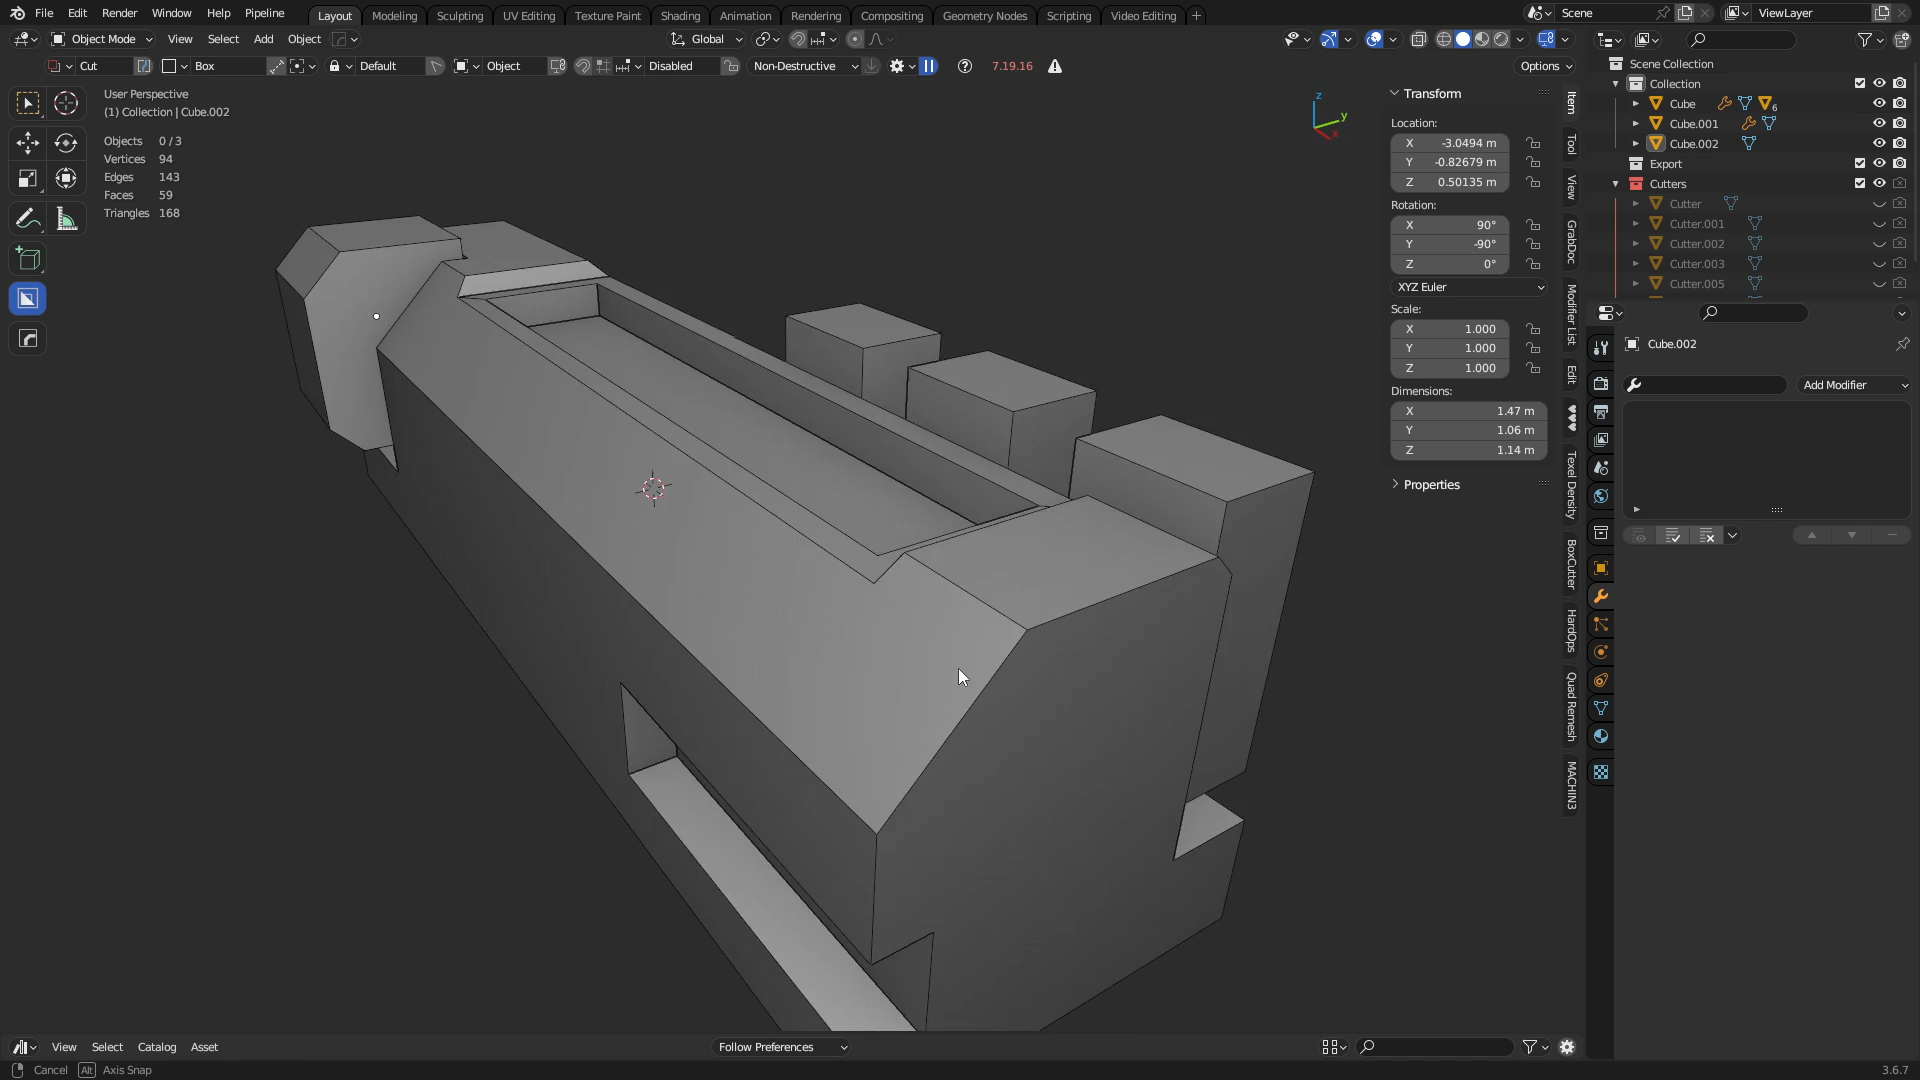 File Edit Render Window Help Pipeline Layout Modeling Sculpting UV Editing Texture Paint Shading Animation Rendering Compositing Geometry Nodes Scripting Video Editing + Scene ViewLayer
Object Mode View Select Add Object Global
Cut Box Default Object Disabled Non-Destructive 7.19.16 Options
User Perspective
(1) Collection | Cube.002
Objects 0/3
Vertices 94
Edges 143
Faces 59
Triangles 168
z
y
x
Transform
Location:
X -3.0494 m
Y -0.82679 m
Z 0.50135 m
Rotation:
X 90°
Y -90°
Z 0°
XYZ Euler
Scale:
X 1.000
Y 1.000
Z 1.000
Dimensions:
X 1.47 m
Y 1.06 m
Z 1.14 m
Properties
Item
Tool
View
GrabDoc
Modifier List
Edit
Texel Density
BoxCutter
HardOps
Quad Remesh
MACHIN3
Scene Collection
Collection
Cube 6
Cube.001
Cube.002
Export
Cutters
Cutter
Cutter.001
Cutter.002
Cutter.003
Cutter.005
Cube.002
Add Modifier
View Select Catalog Asset Follow Preferences
Cancel Alt Axis Snap 3.6.7